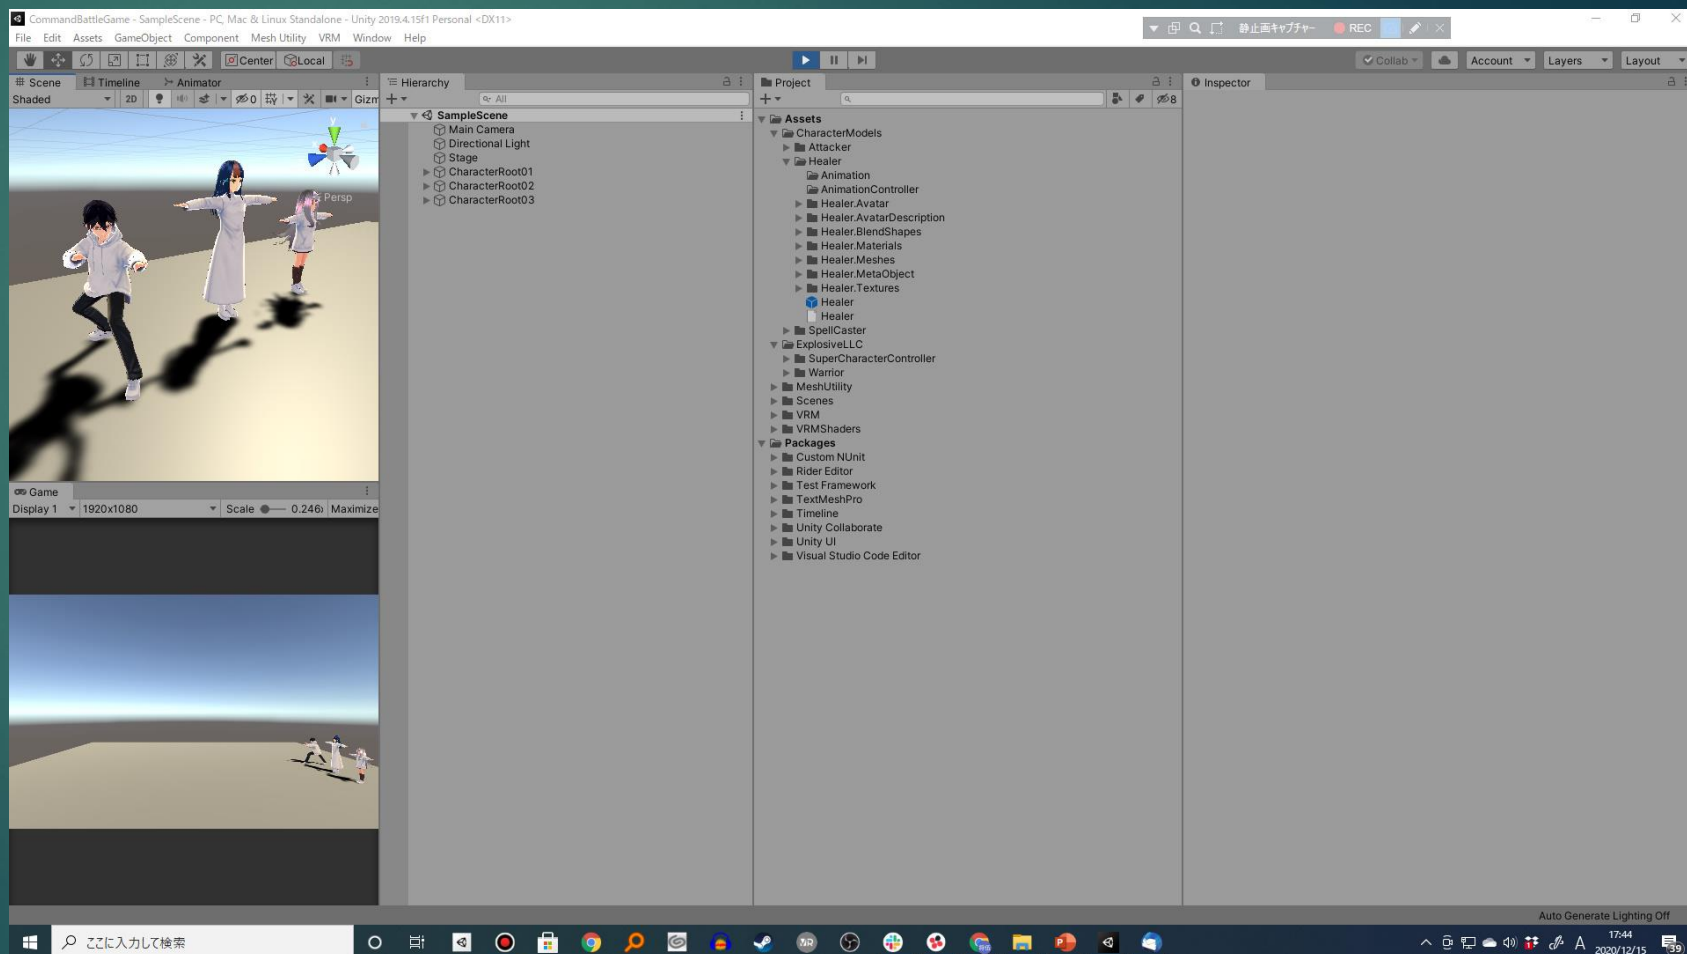 CommandBattleGame - SampleScene - PC, Mac & Linux Standalone - Unity 2019.4.15f1 Personal <DX11>
静止画キャプチャー REC
File Edit Assets GameObject Component Mesh Utility VRM Window Help
Center Local Collab Account Layers Layout
Scene Timeline Animator
Shaded 2D 0 Gizm
y
Persp
Game
Display 1 1920x1080 Scale 0.246 Maximize
Hierarchy
All
SampleScene
Main Camera
Directional Light
Stage
CharacterRoot01
CharacterRoot02
CharacterRoot03
Project
8
Assets
CharacterModels
Attacker
Healer
Animation
AnimationController
Healer.Avatar
Healer.AvatarDescription
Healer.BlendShapes
Healer.Materials
Healer.Meshes
Healer.MetaObject
Healer.Textures
Healer
Healer
SpellCaster
ExplosiveLLC
SuperCharacterController
Warrior
MeshUtility
Scenes
VRM
VRMShaders
Packages
Custom NUnit
Rider Editor
Test Framework
TextMeshPro
Timeline
Unity Collaborate
Unity UI
Visual Studio Code Editor
Inspector
Auto Generate Lighting Off
ここに入力して検索
A 17:44
2020/12/15 39